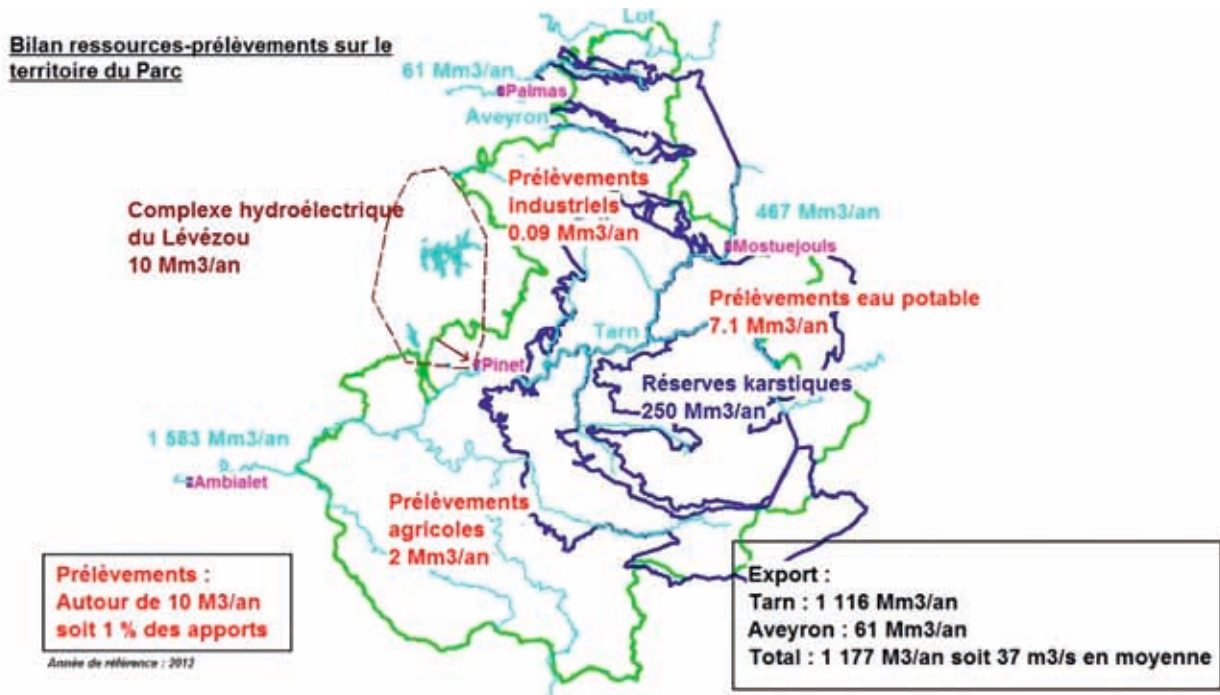 Bilan ressources-prélèvements sur le
territoire du Parc
Lot
61 Mm3/an
Palmas
Aveyron
Complexe hydroélectrique
du Lévézou
10 Mm3/an
Prélèvements
industriels
0.09 Mm3/an
467 Mm3/an
Mostuejouls
Prélèvements eau potable
7.1 Mm3/an
Tarn
Pinet
Réserves karstiques
250 Mm3/an
1 583 Mm3/an
Ambialet
Prélèvements
agricoles
2 Mm3/an
Prélèvements :
Autour de 10 M3/an
soit 1 % des apports
Année de référence : 2012
Export :
Tarn : 1 116 Mm3/an
Aveyron : 61 Mm3/an
Total : 1 177 M3/an soit 37 m3/s en moyenne